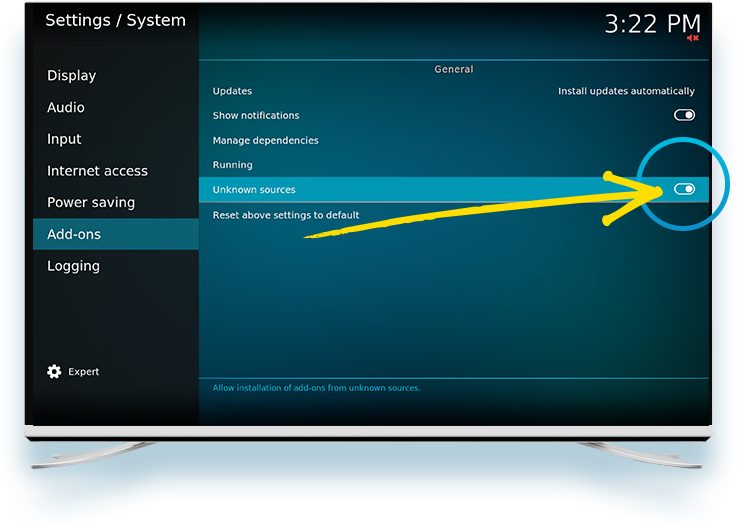 Settings / System
3:22 PM
Display
Audio
Input
Internet access
Power saving
Add-ons
Logging
Expert
General
Updates Install updates automatically
Show notifications
Manage dependencies
Running
Unknown sources
Reset above settings to default
Allow installation of add-ons from unknown sources.